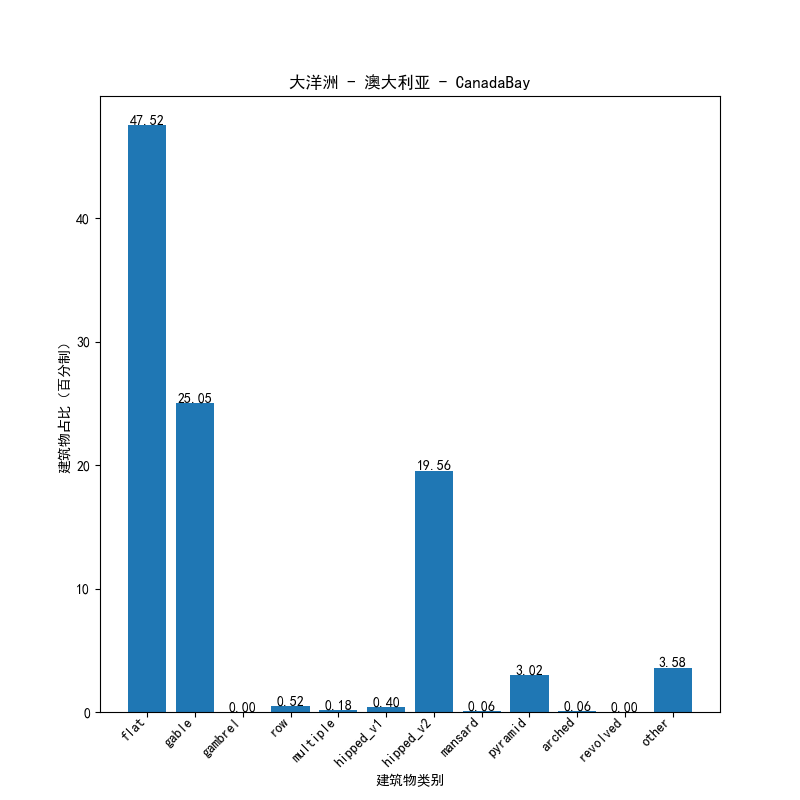 大洋洲 - 澳大利亚 - CanadaBay
建筑物占比（百分制）
40
30
20
10
0
47.52
25.05
0.00
0.52
0.18
0.40
19.56
0.06
3.02
0.06
0.00
3.58
flat
gable
gambrel
row
multiple
hipped_v1
hipped_v2
mansard
pyramid
arched
revolved
other
建筑物类别